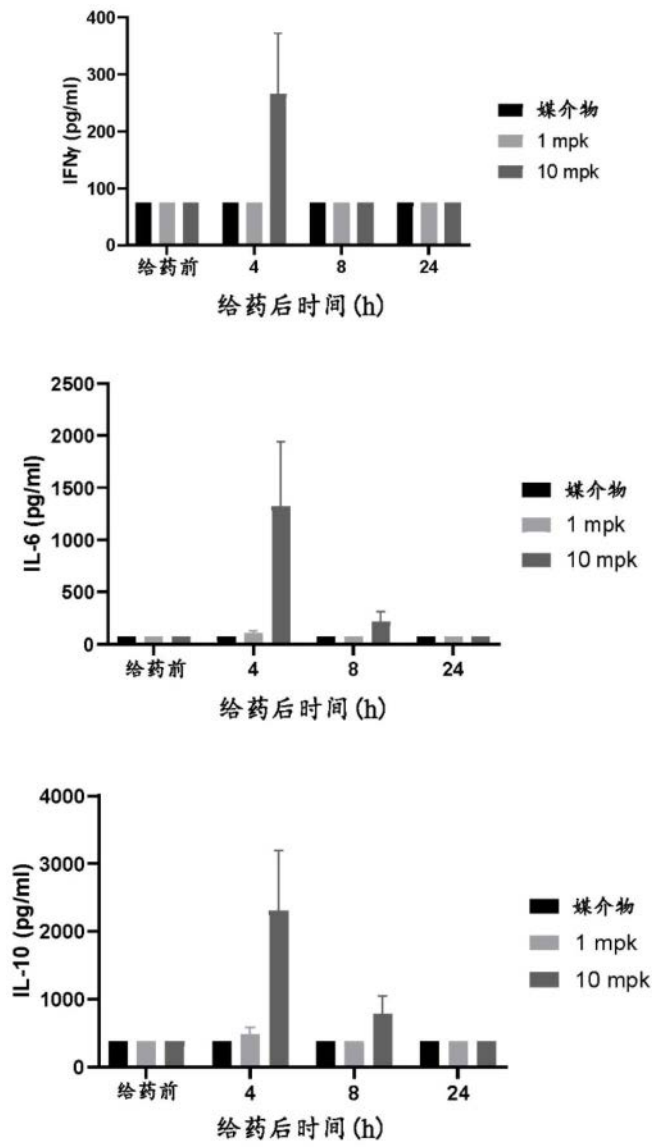 400
300
200
100
0
IFNγ (pg/ml)
给药前 4 8 24
给药后时间(h)
媒介物
1 mpk
10 mpk
2500
2000
1500
1000
500
0
IL-6 (pg/ml)
给药前 4 8 24
给药后时间(h)
媒介物
1 mpk
10 mpk
4000
3000
2000
1000
0
IL-10 (pg/ml)
给药前 4 8 24
给药后时间(h)
媒介物
1 mpk
10 mpk